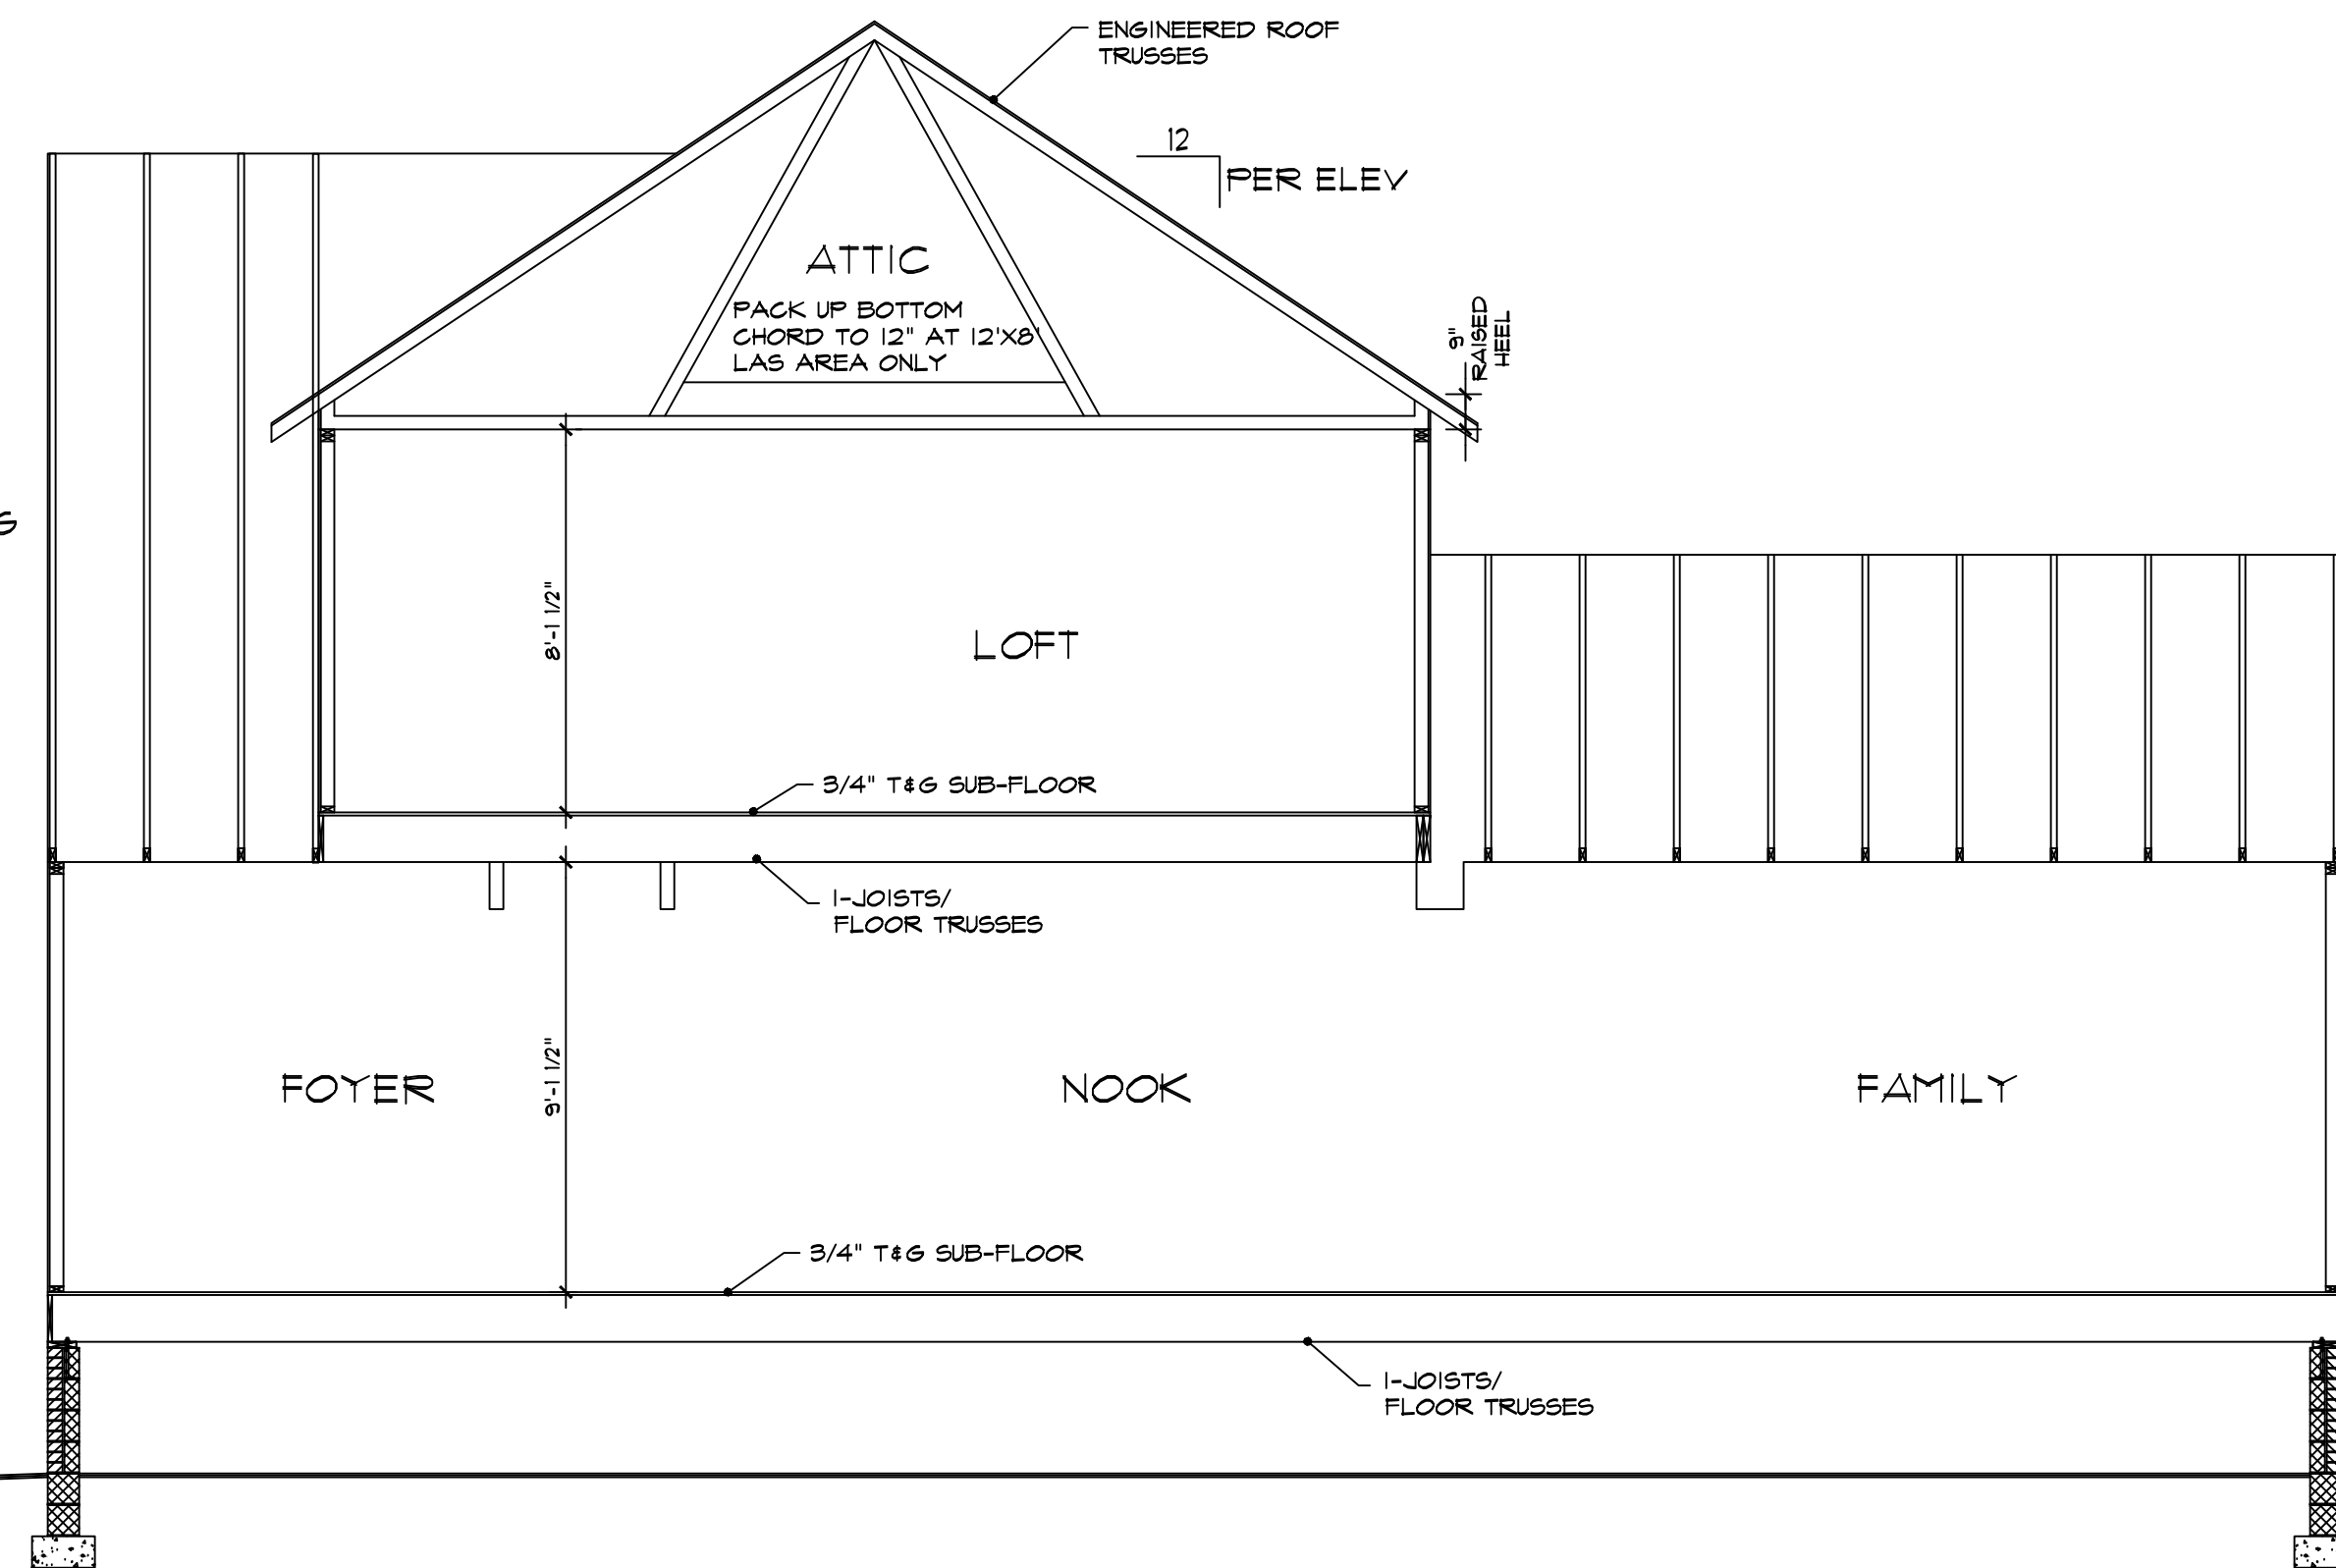 ENGINEERED ROOF
TRUSSES
12
PER ELEV
ATTIC
PACK UP BOTTOM
CHORD TO 12" AT 12'X8'
LAS AREA ONLY
9"
RAISED
HEEL
8'-1 1/2"
LOFT
3/4" T&G SUB-FLOOR
I-JOISTS/
FLOOR TRUSSES
FOYER
9'-1 1/2"
NOOK
FAMILY
3/4" T&G SUB-FLOOR
I-JOISTS/
FLOOR TRUSSES